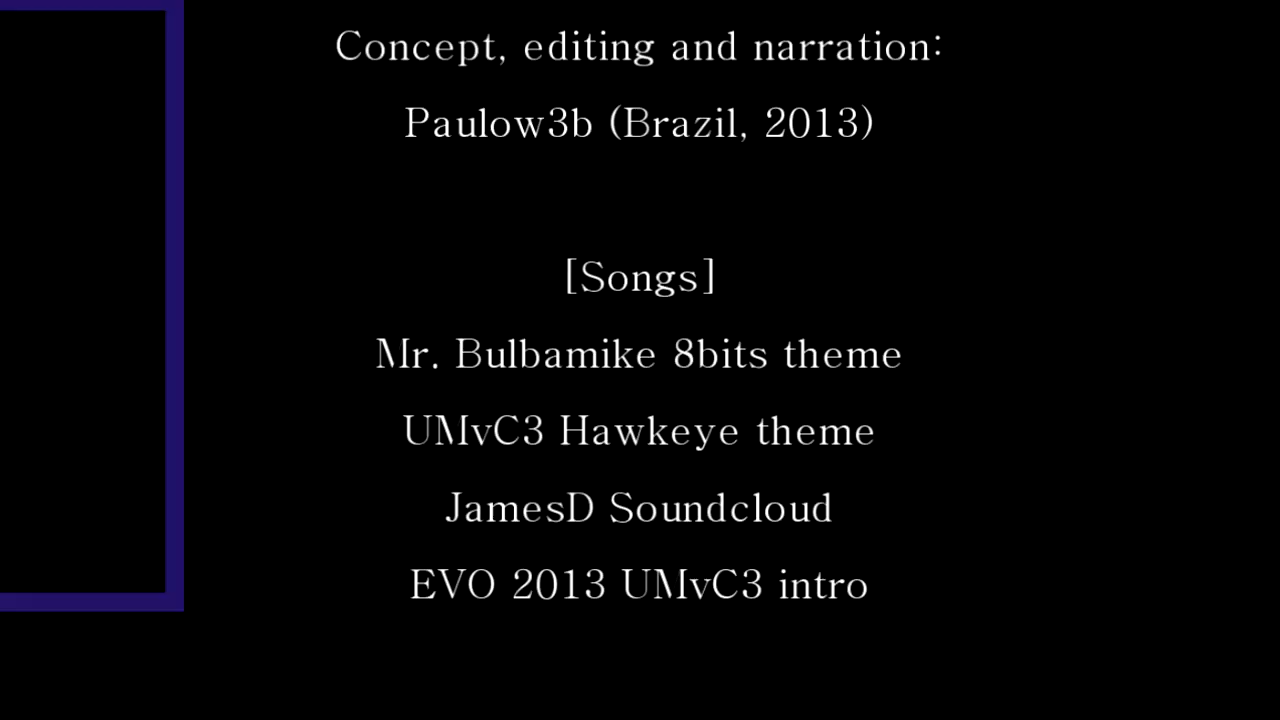 Concept, editing and narration:
Paulow3b (Brazil, 2013)
[Songs]
Mr. Bulbamike 8bits theme
UMvC3 Hawkeye theme
JamesD Soundcloud
EVO 2013 UMvC3 intro